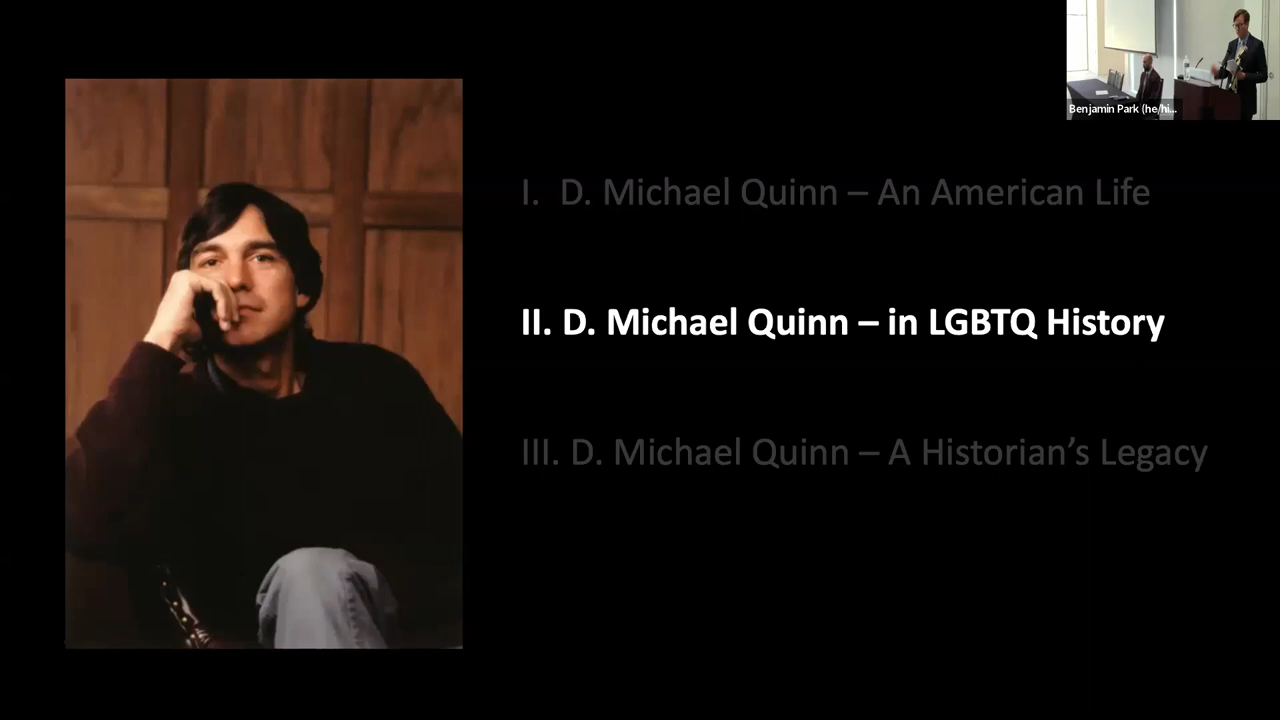 Benjamin Park (he/hi...
I. D. Michael Quinn – An American Life
II. D. Michael Quinn – in LGBTQ History
III. D. Michael Quinn – A Historian’s Legacy